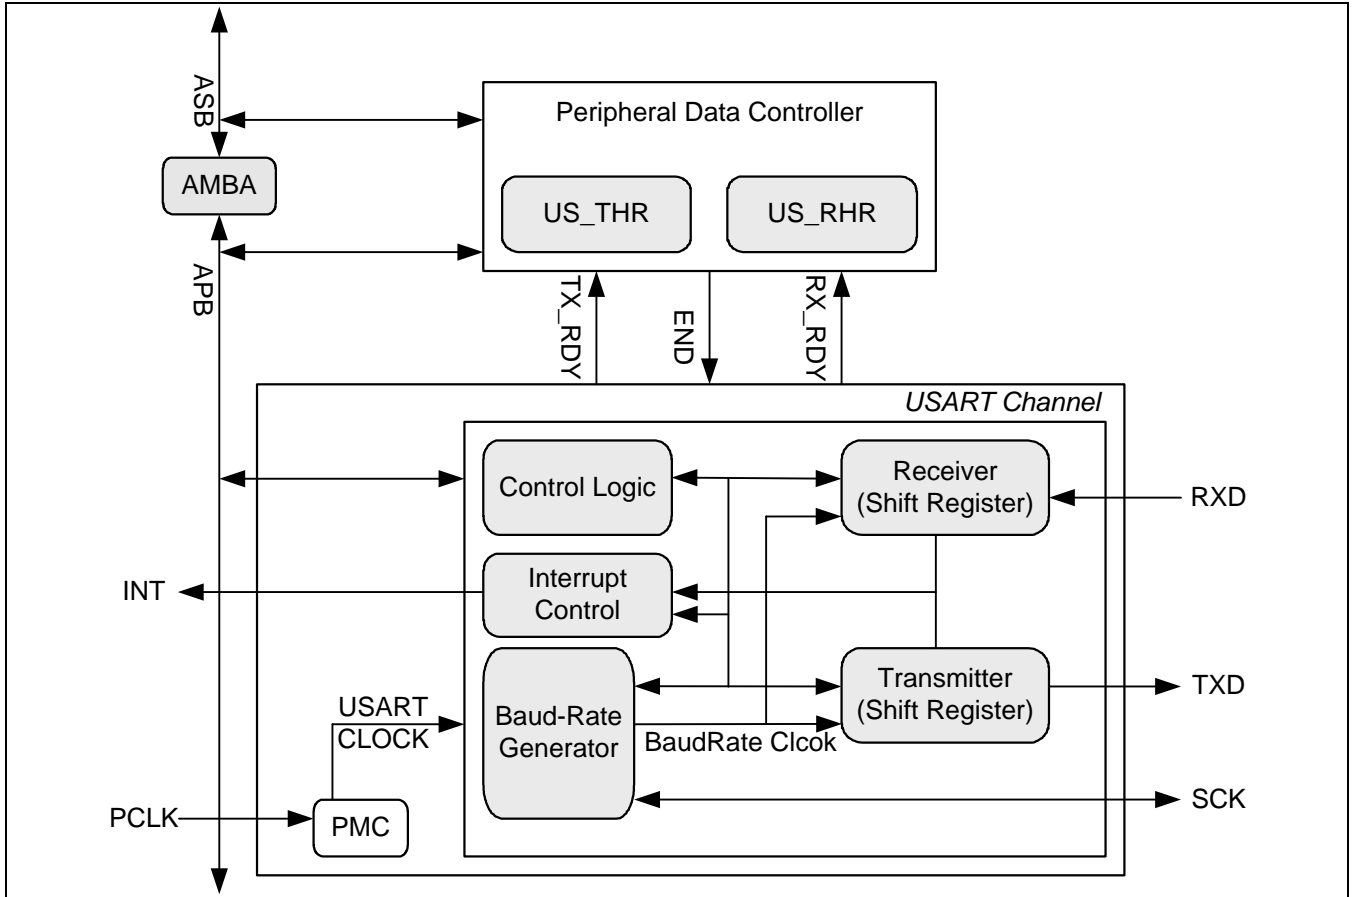 ASB
Peripheral Data Controller
AMBA
US_THR
US_RHR
APB
TX_RDY
END
RX_RDY
USART Channel
Control Logic
Receiver
(Shift Register)
RXD
INT
Interrupt
Control
USART
CLOCK
Baud-Rate
Generator
BaudRate Clcok
Transmitter
(Shift Register)
TXD
PCLK
PMC
SCK